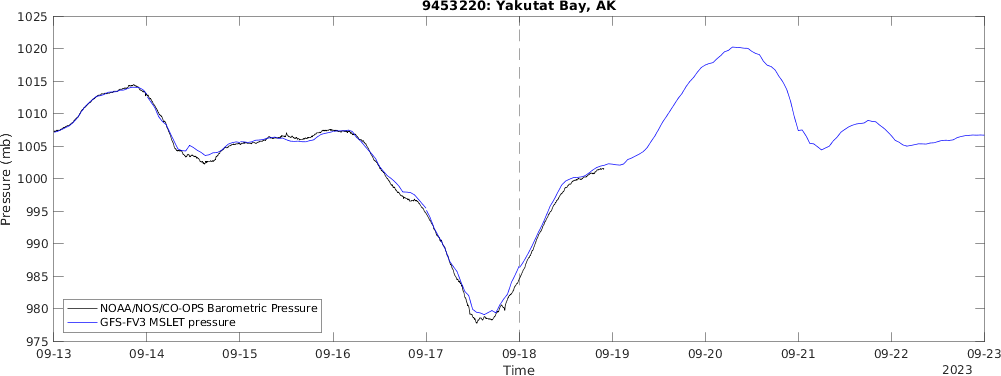 9453220: Yakutat Bay, AK
Pressure (mb)
1025
1020
1015
1010
1005
1000
995
990
985
980
975
NOAA/NOS/CO-OPS Barometric Pressure
GFS-FV3 MSLET pressure
09-13 09-14 09-15 09-16 09-17 09-18 09-19 09-20 09-21 09-22 09-23
Time
2023